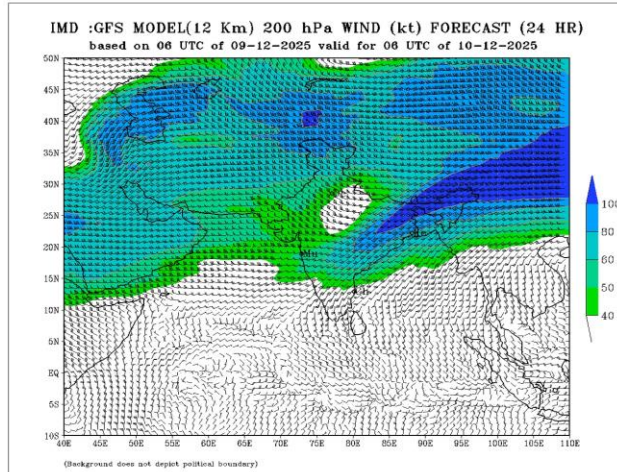 IMD :GFS MODEL(12 Km) 200 hPa WIND (kt) FORECAST (24 HR)
based on 06 UTC of 09-12-2025 valid for 06 UTC of 10-12-2025
50N
45N
40N
35N
30N
25N
20N
15N
10N
5N
EQ
5S
10S
40E 45E 50E 55E 60E 65E 70E 75E 80E 85E 90E 95E 100E 105E 110E
100
80
60
50
40
(Background does not depict political boundary)